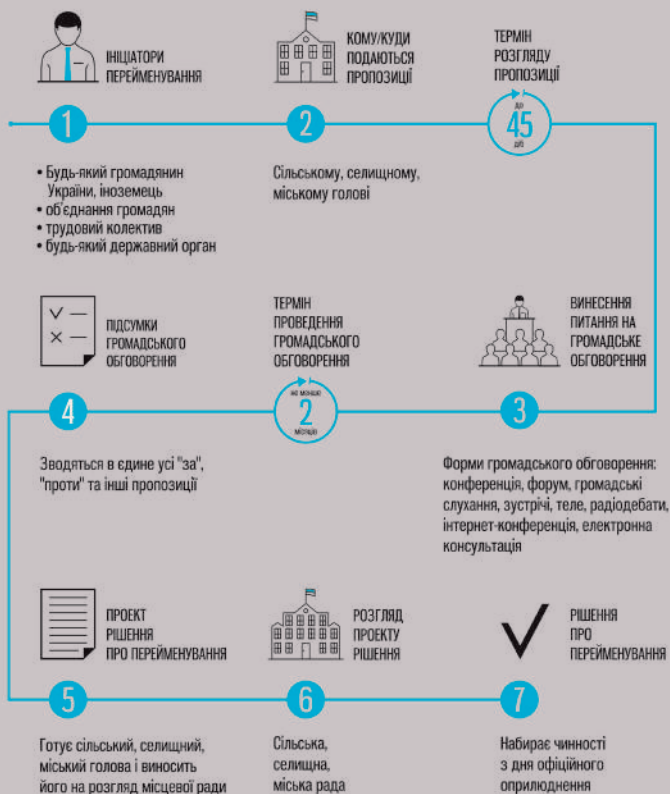 ІНІЦІАТОРИ
ПЕРЕЙМЕНУВАННЯ
1
• Будь-який громадянин
України, іноземець
• об'єднання громадян
• трудовий колектив
• будь-який державний орган
КОМУ/КУДИ
ПОДАЮТЬСЯ
ПРОПОЗИЦІЇ
2
Сільському, селищному,
міському голові
ТЕРМІН
РОЗГЛЯДУ
ПРОПОЗИЦІЇ
до
45
діб
ВИНЕСЕННЯ
ПИТАННЯ НА
ГРОМАДСЬКЕ
ОБГОВОРЕННЯ
3
Форми громадського обговорення:
конференція, форум, громадські
слухання, зустрічі, теле, радіодебати,
інтернет-конференція, електронна
консультація
ТЕРМІН
ПРОВЕДЕННЯ
ГРОМАДСЬКОГО
ОБГОВОРЕННЯ
не менше
2
місяців
ПІДСУМКИ
ГРОМАДСЬКОГО
ОБГОВОРЕННЯ
4
Зводяться в єдине усі "за",
"проти" та інші пропозиції
ПРОЕКТ
РІШЕННЯ
ПРО ПЕРЕЙМЕНУВАННЯ
5
Готує сільський, селищний,
міський голова і виносить
його на розгляд місцевої ради
РОЗГЛЯД
ПРОЕКТУ
РІШЕННЯ
6
Сільська,
селищна,
міська рада
РІШЕННЯ
ПРО
ПЕРЕЙМЕНУВАННЯ
7
Набирає чинності
з дня офіційного
оприлюднення